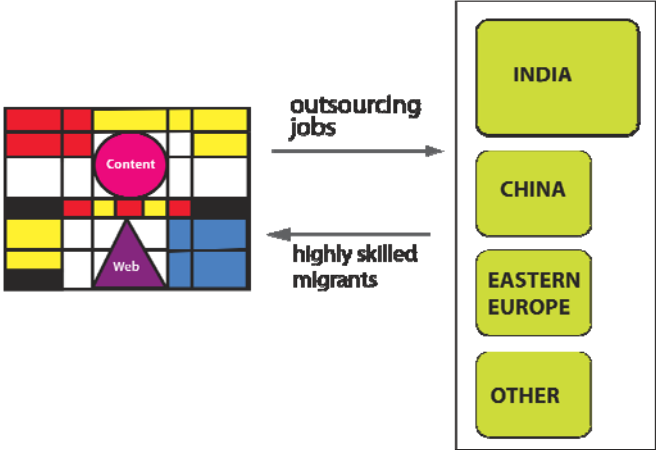 Content
Web
outsourcing
jobs
highly skilled
migrants
INDIA
CHINA
EASTERN
EUROPE
OTHER